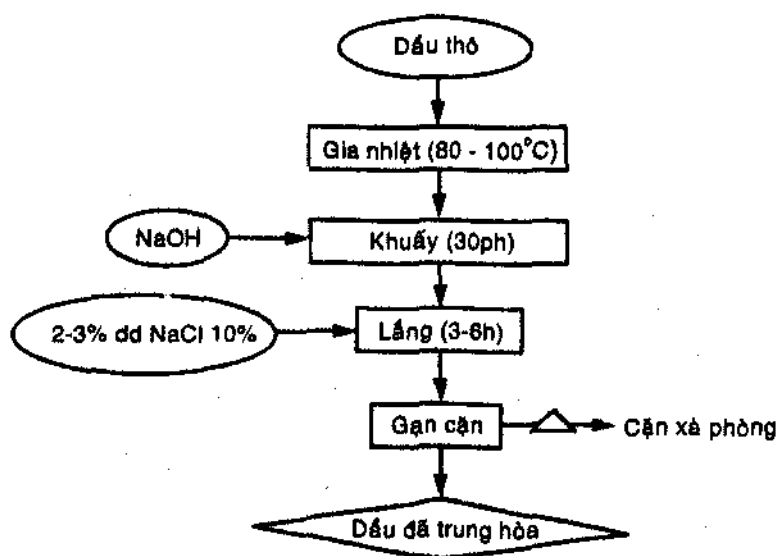 Dầu thô
Gia nhiệt (80 - 100°C)
NaOH
Khuấy (30ph)
2-3% dd NaCl 10%
Lắng (3-6h)
Gạn cặn
Cặn xà phòng
Dầu đã trung hòa